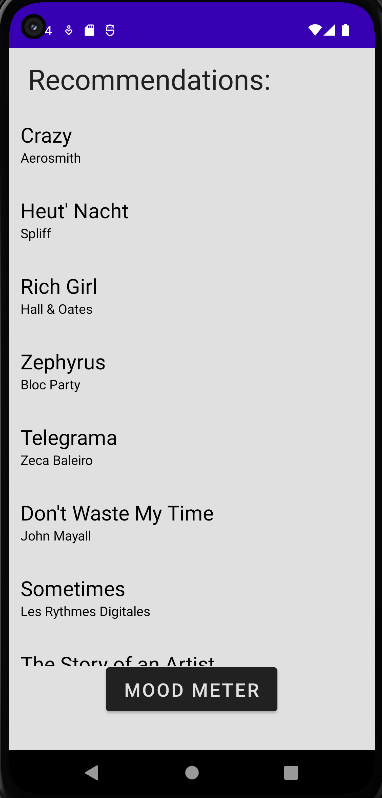 4
Recommendations:
Crazy
Aerosmith
Heut' Nacht
Spliff
Rich Girl
Hall & Oates
Zephyrus
Bloc Party
Telegrama
Zeca Baleiro
Don't Waste My Time
John Mayall
Sometimes
Les Rythmes Digitales
The Story of an Artist
MOOD METER